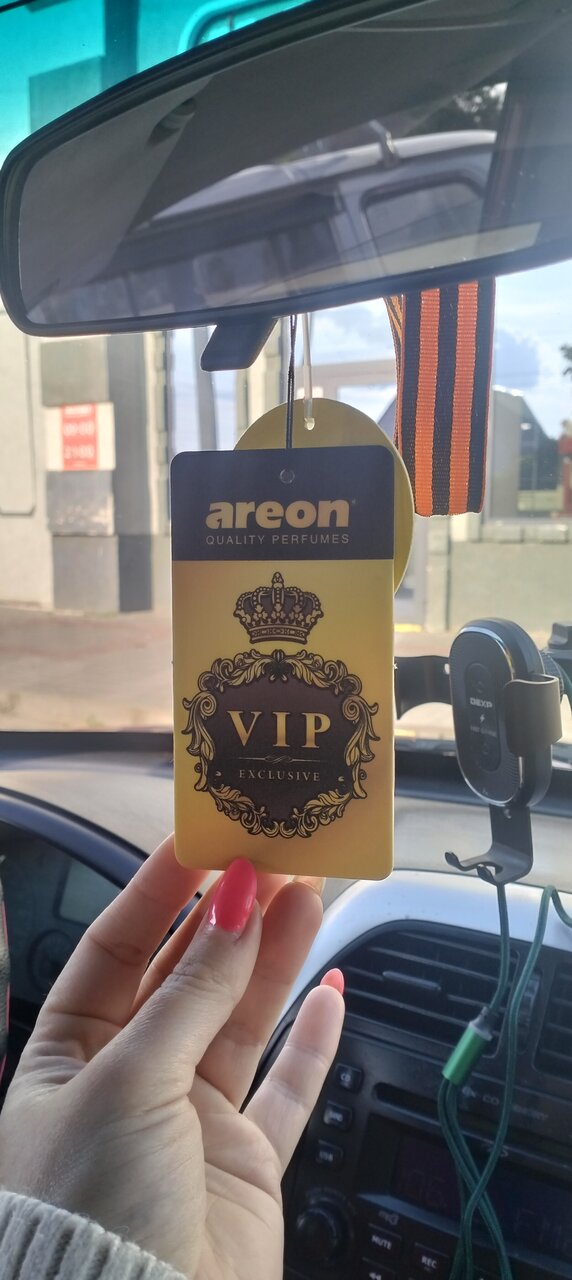 areon
QUALITY PERFUMES
VIP
EXCLUSIVE
DEXP
MUTE
REC